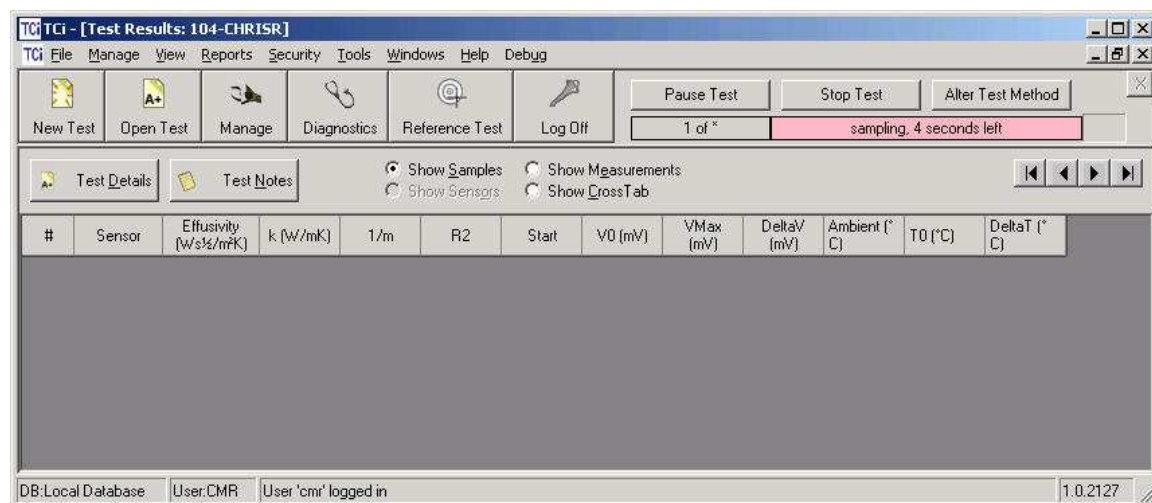 TCi TCi - [Test Results: 104-CHRISR]
TCi File Manage View Reports Security Tools Windows Help Debug
New Test Open Test Manage Diagnostics Reference Test Log Off
A+
Pause Test Stop Test Alter Test Method
1 of * sampling, 4 seconds left
Test Details Test Notes
Show Samples Show Measurements
Show Sensors Show CrossTab
# Sensor Effusivity (Ws½/m²K) k (W/mK) 1/m R2 Start V0 (mV) VMax (mV) DeltaV (mV) Ambient (°C) T0 (°C) DeltaT (°C)
DB:Local Database User:CMR User 'cmr' logged in 1.0.2127